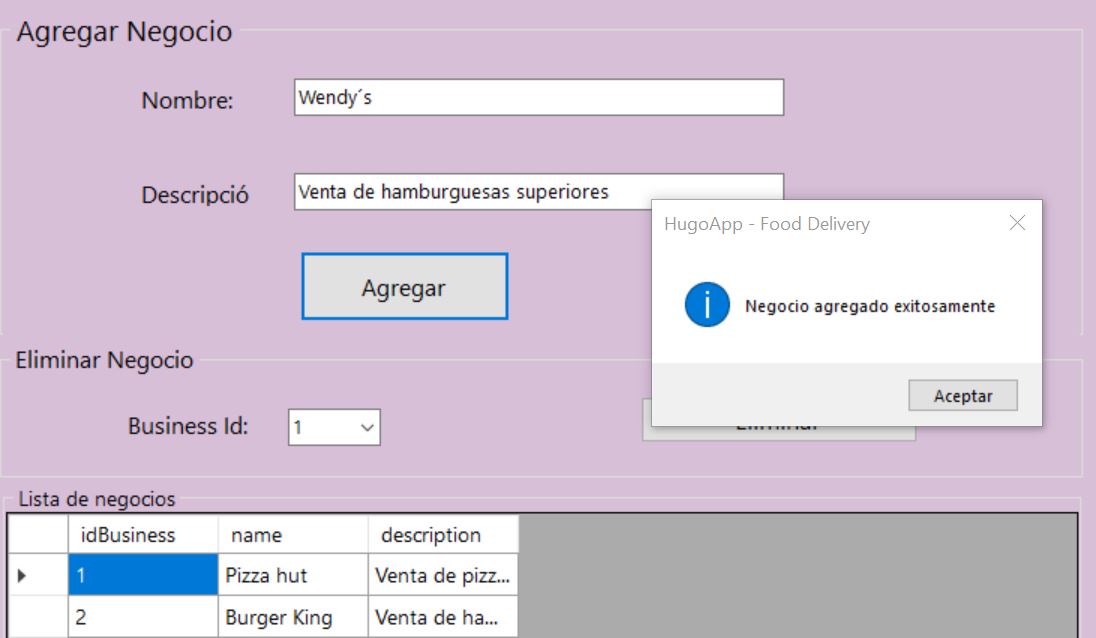 Agregar Negocio
Nombre: Wendy´s
Descripció Venta de hamburguesas superiores
Agregar
HugoApp - Food Delivery
Negocio agregado exitosamente
Aceptar
Eliminar Negocio
Business Id: 1
Eliminar
Lista de negocios
idBusiness name description
1 Pizza hut Venta de pizz...
2 Burger King Venta de ha...